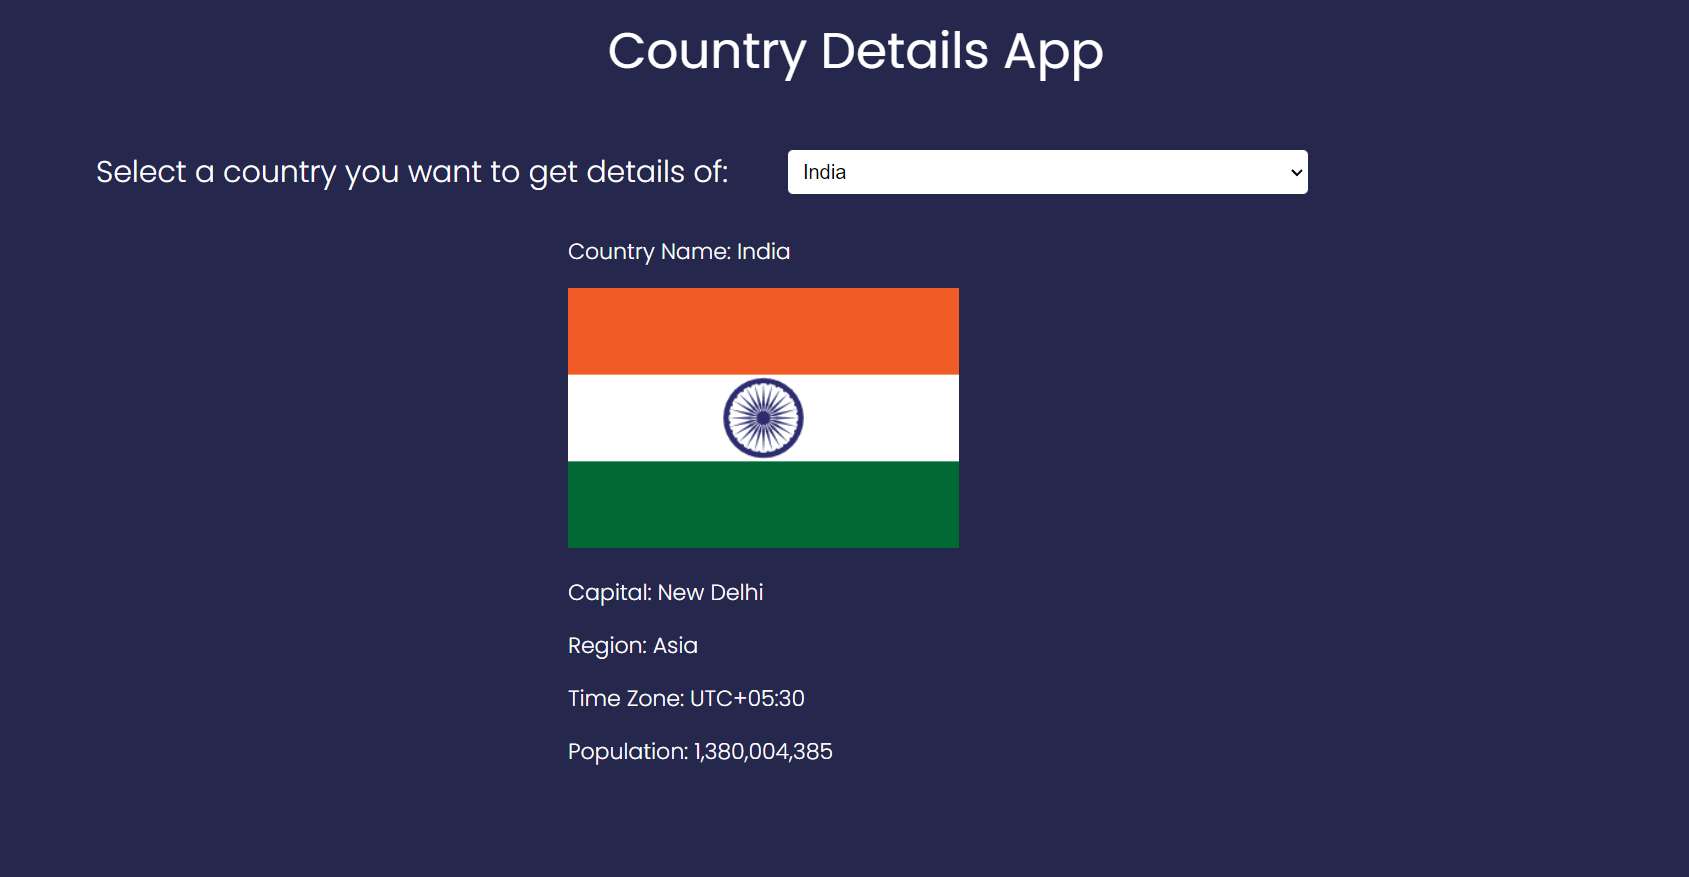 Country Details App
Select a country you want to get details of:
India
Country Name: India
Capital: New Delhi
Region: Asia
Time Zone: UTC+05:30
Population: 1,380,004,385